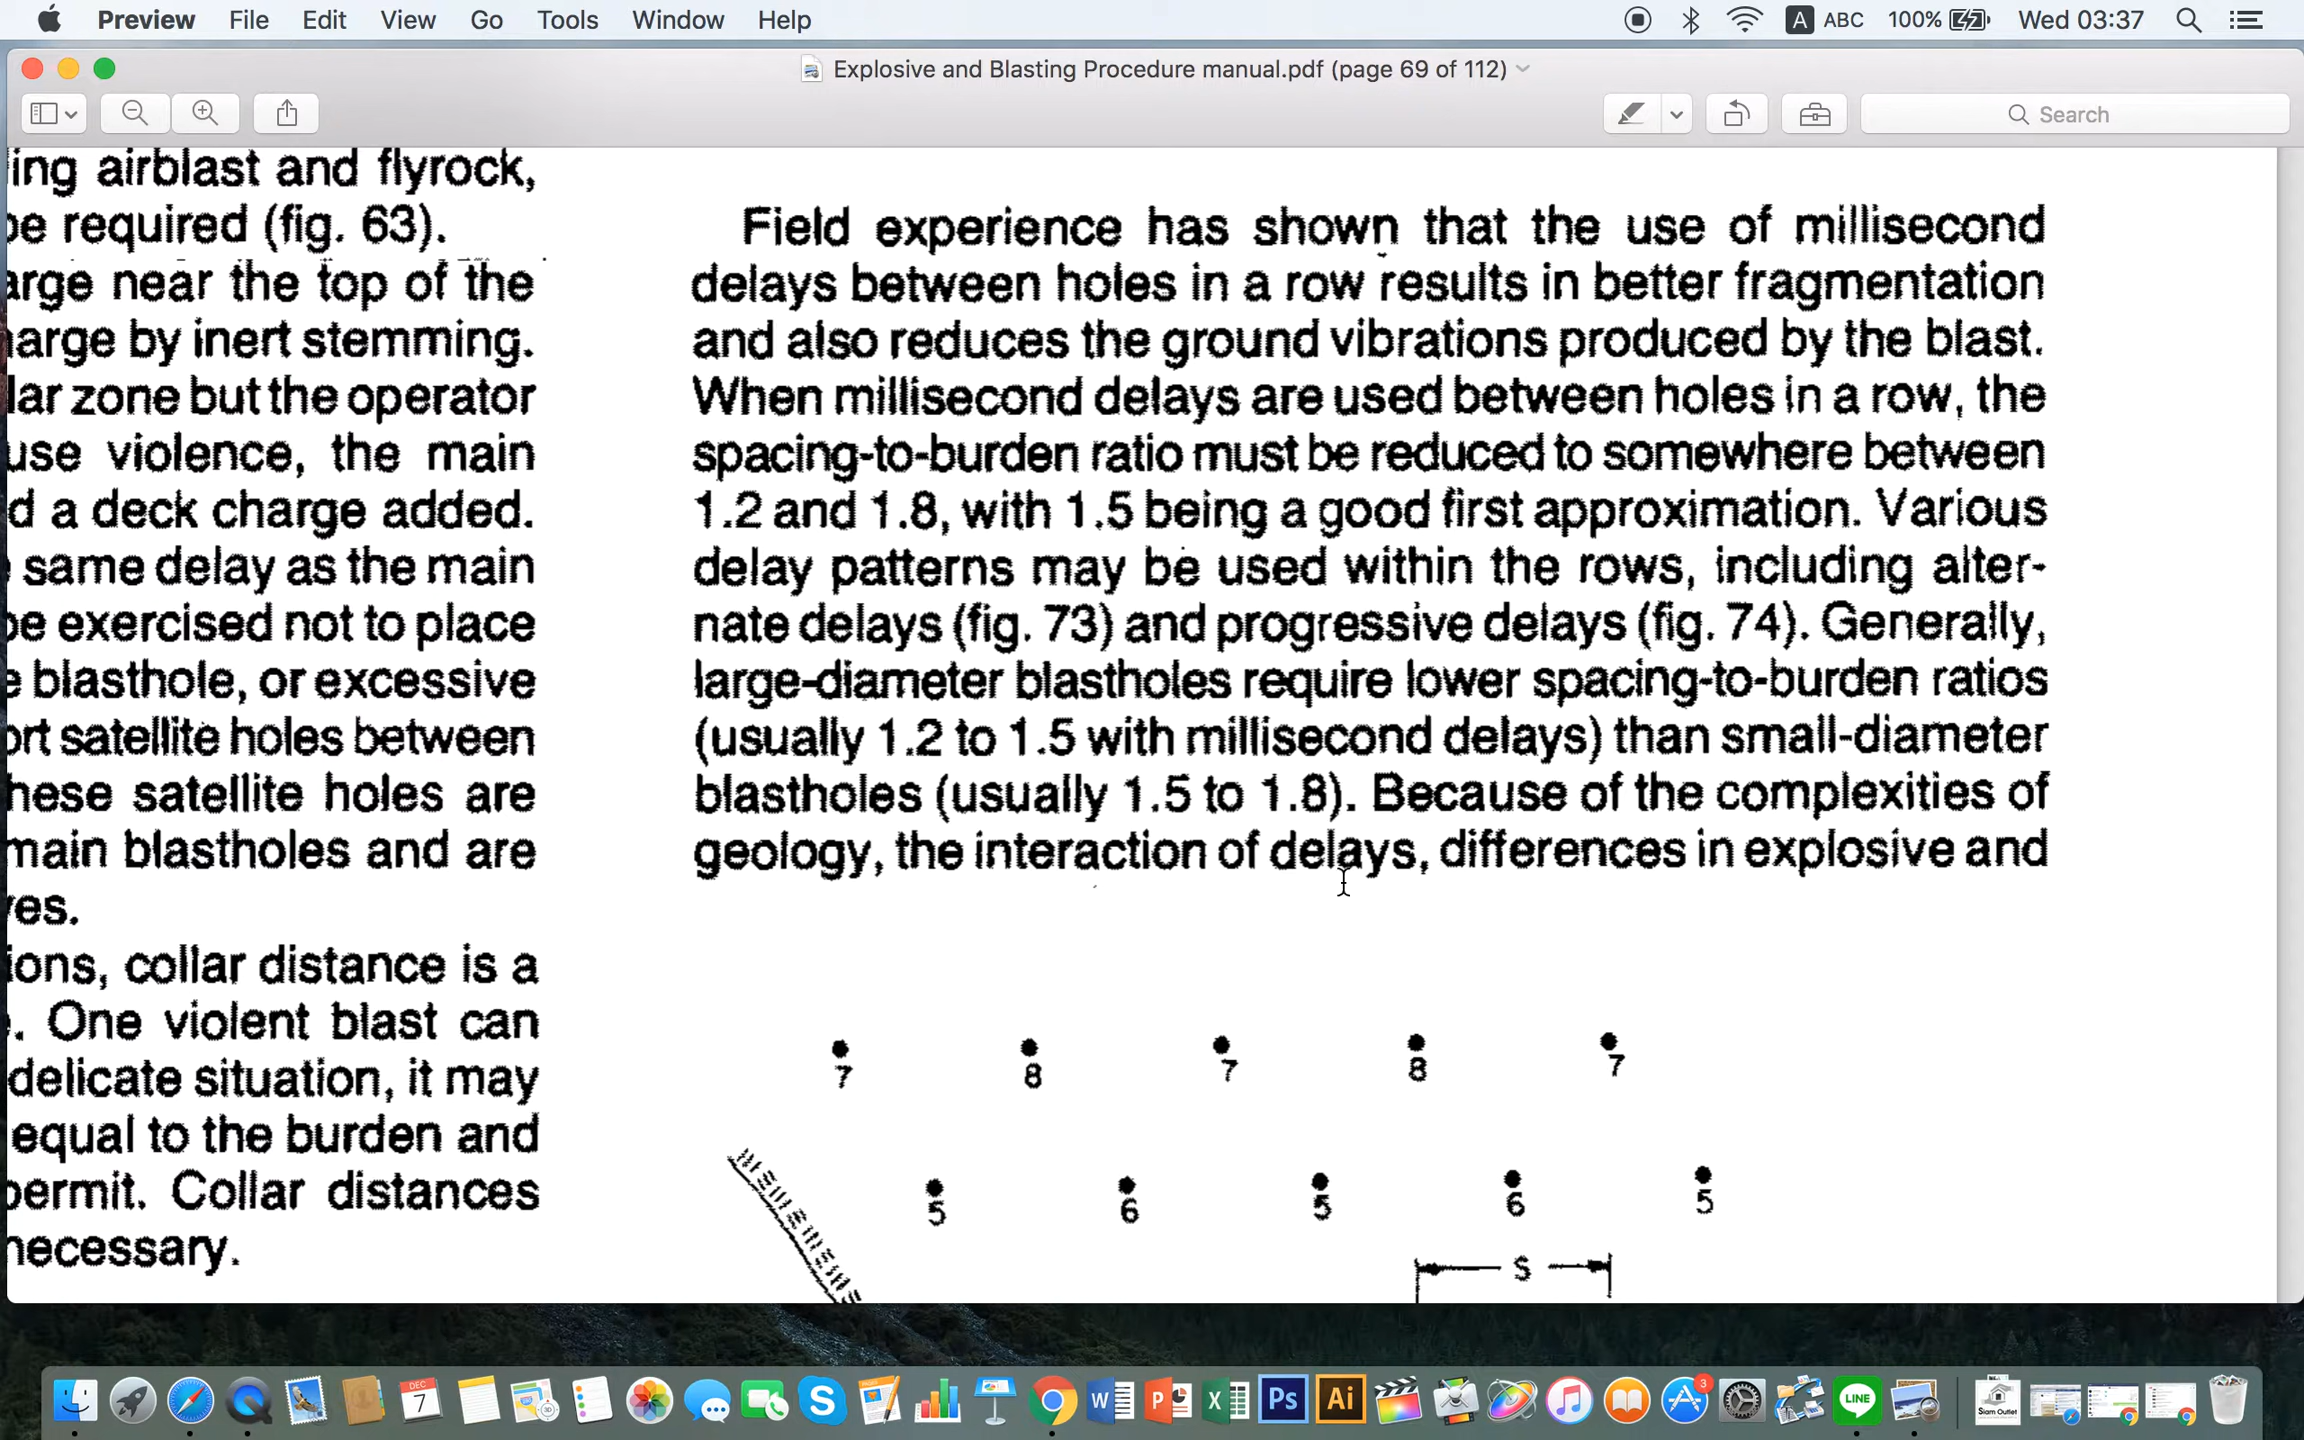 Preview File Edit View Go Tools Window Help
A ABC 100% Wed 03:37
Explosive and Blasting Procedure manual.pdf (page 69 of 112)
Search
ing airblast and flyrock,
be required (fig. 63).
arge near the top of the
arge by inert stemming.
lar zone but the operator
use violence, the main
d a deck charge added.
same delay as the main
be exercised not to place
e blasthole, or excessive
ort satellite holes between
hese satellite holes are
main blastholes and are
es.
ions, collar distance is a
. One violent blast can
delicate situation, it may
equal to the burden and
permit. Collar distances
necessary.
Field experience has shown that the use of millisecond
delays between holes in a row results in better fragmentation
and also reduces the ground vibrations produced by the blast.
When millisecond delays are used between holes in a row, the
spacing-to-burden ratio must be reduced to somewhere between
1.2 and 1.8, with 1.5 being a good first approximation. Various
delay patterns may be used within the rows, including alter-
nate delays (fig. 73) and progressive delays (fig. 74). Generally,
large-diameter blastholes require lower spacing-to-burden ratios
(usually 1.2 to 1.5 with millisecond delays) than small-diameter
blastholes (usually 1.5 to 1.8). Because of the complexities of
geology, the interaction of delays, differences in explosive and
7 8 7 8 7
5 6 5 6 5
S
DEC
7
3D
S
W P X Ps Ai
LINE
3
Siam Outlet